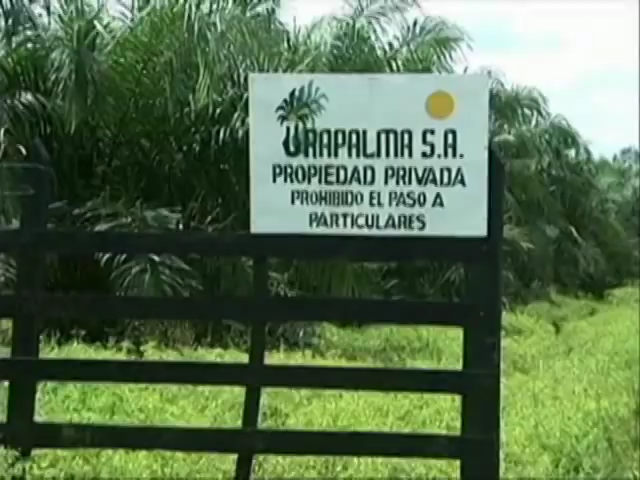 URAPALMA S.A.
PROPIEDAD PRIVADA
PROHIBIDO EL PASO A
PARTICULARES